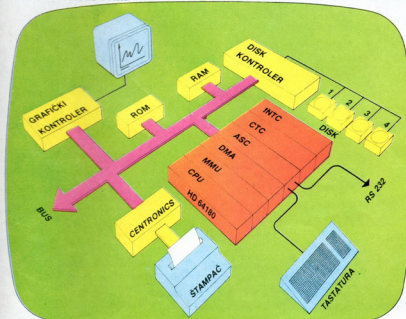 DISK
KONTROLER
1
2
3
4
DISK
RAM
ROM
GRAFIČKI
KONTROLER
INTC
CTC
ASC
DMA
MMU
CPU
HD 64180
BUS
CENTRONICS
ŠTAMPAČ
RS 232
TASTATURA